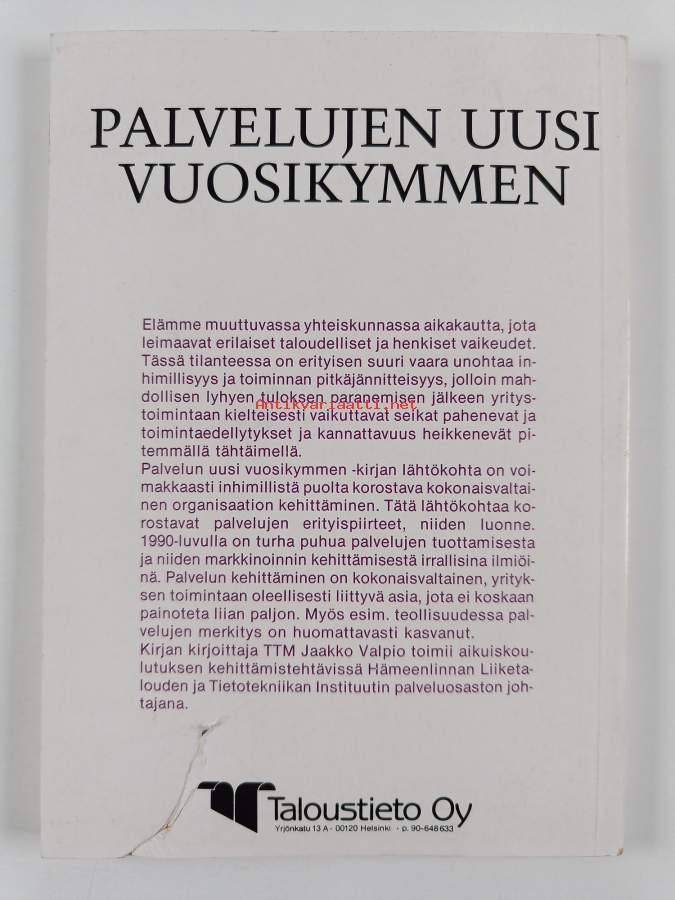 PALVELUJEN UUSI
VUOSIKYMMEN
Elämme muuttuvassa yhteiskunnassa aikakautta, jota
leimaavat erilaiset taloudelliset ja henkiset vaikeudet.
Tässä tilanteessa on erityisen suuri vaara unohtaa in-
himillisyys ja toiminnan pitkäjännitteisyys, jolloin mah-
dollisen lyhyen tuloksen paranemisen jälkeen yritys-
Antikvariaatti.net
toimintaan kielteisesti vaikuttavat seikat pahenevat ja
toimintaedellytykset ja kannattavuus heikkenevät pi-
temmällä tähtäimellä.
Palvelun uusi vuosikymmen -kirjan lähtökohta on voi-
makkaasti inhimillistä puolta korostava kokonaisvaltai-
nen organisaation kehittäminen. Tätä lähtökohtaa ko-
rostavat palvelujen erityispiirteet, niiden luonne.
1990-luvulla on turha puhua palvelujen tuottamisesta
ja niiden markkinoinnin kehittämisestä irrallisina ilmiöi-
nä. Palvelun kehittäminen on kokonaisvaltainen, yrityk-
sen toimintaan oleellisesti liittyvä asia, jota ei koskaan
painoteta liian paljon. Myös esim. teollisuudessa pal-
velujen merkitys on huomattavasti kasvanut.
Kirjan kirjoittaja TTM Jaakko Valpio toimii aikuiskou-
lutuksen kehittämistehtävissä Hämeenlinnan Liiketa-
louden ja Tietotekniikan Instituutin palveluosaston joh-
tajana.
Taloustieto Oy
Yrjönkatu 13 A · 00120 Helsinki · p. 90-648 633